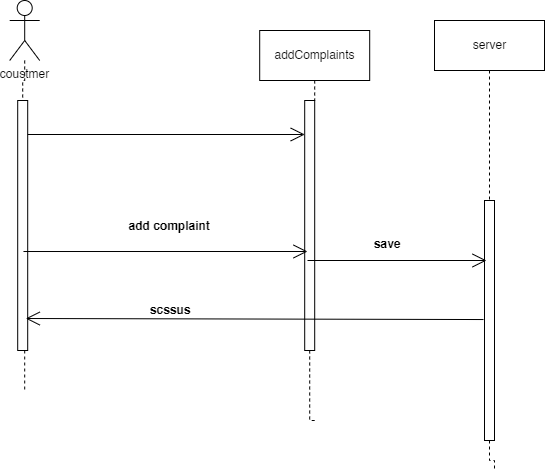 server
addComplaints
coustmer
add complaint
save
scssus